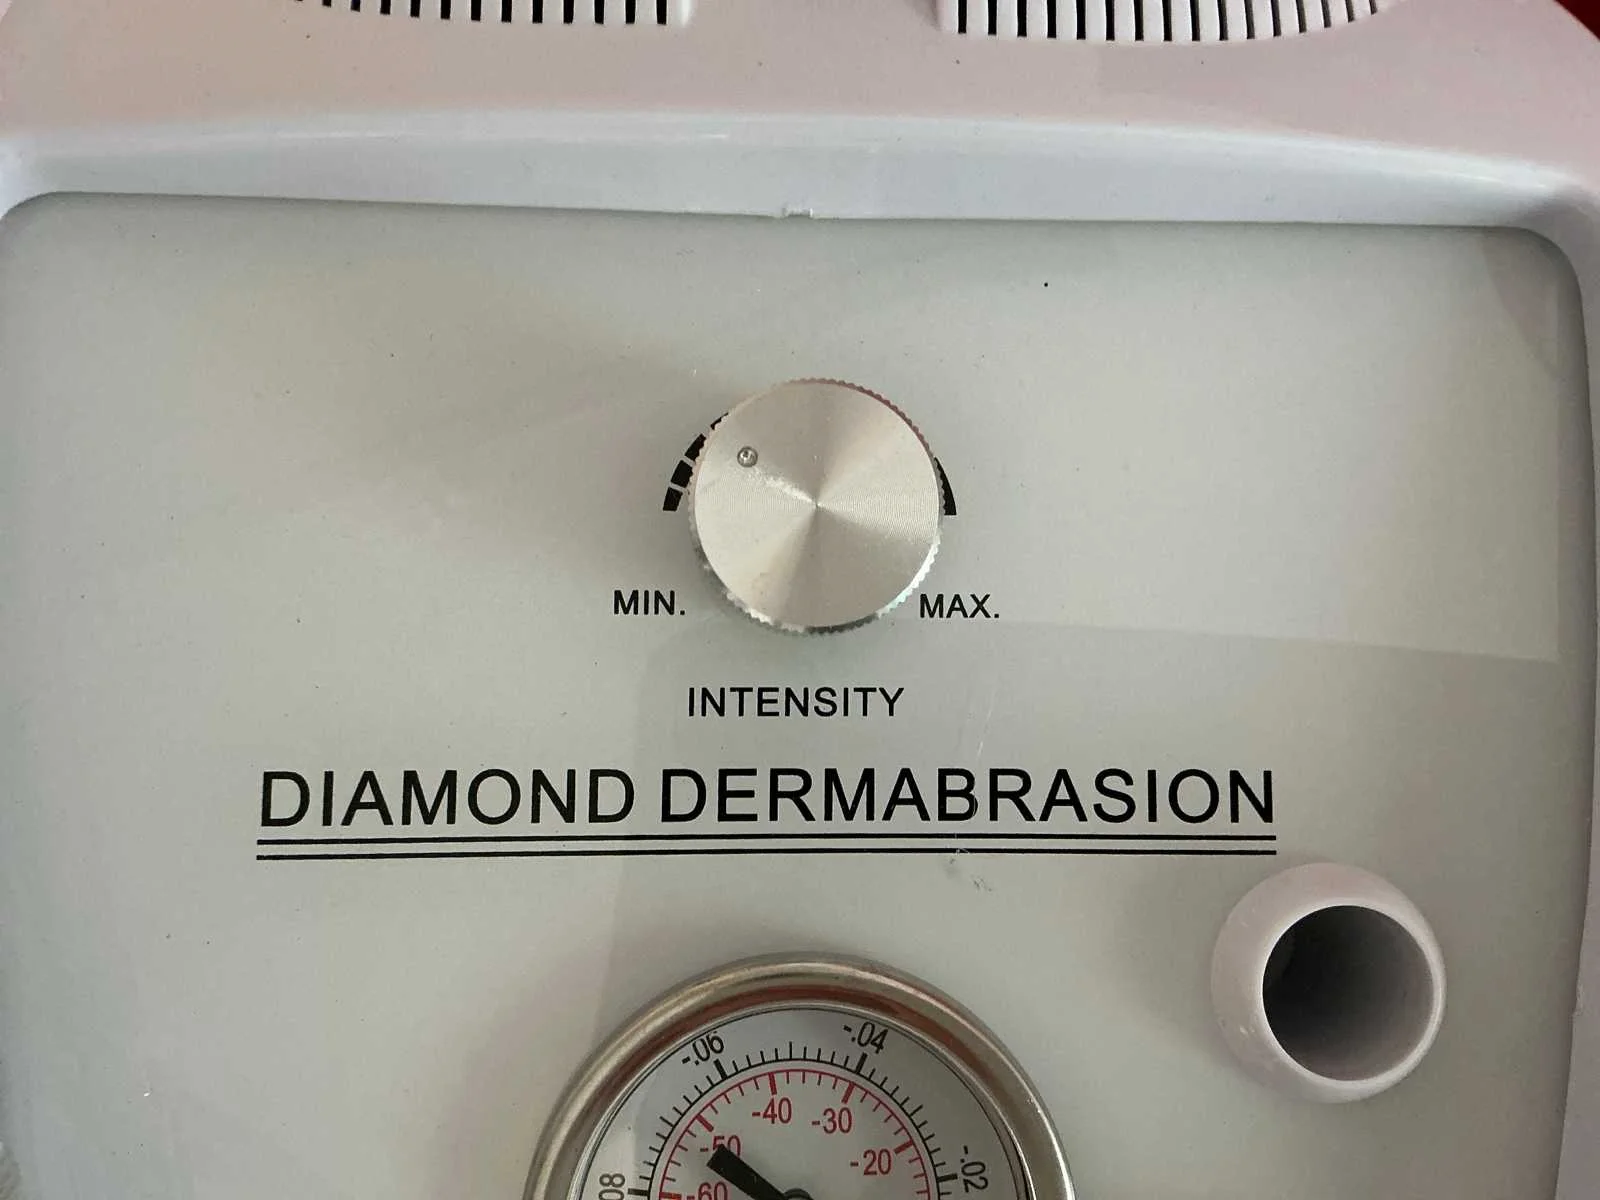 MIN. MAX.
INTENSITY
DIAMOND DERMABRASION
-.06 -.04
-40 -30
-50
-20 -.02
-60